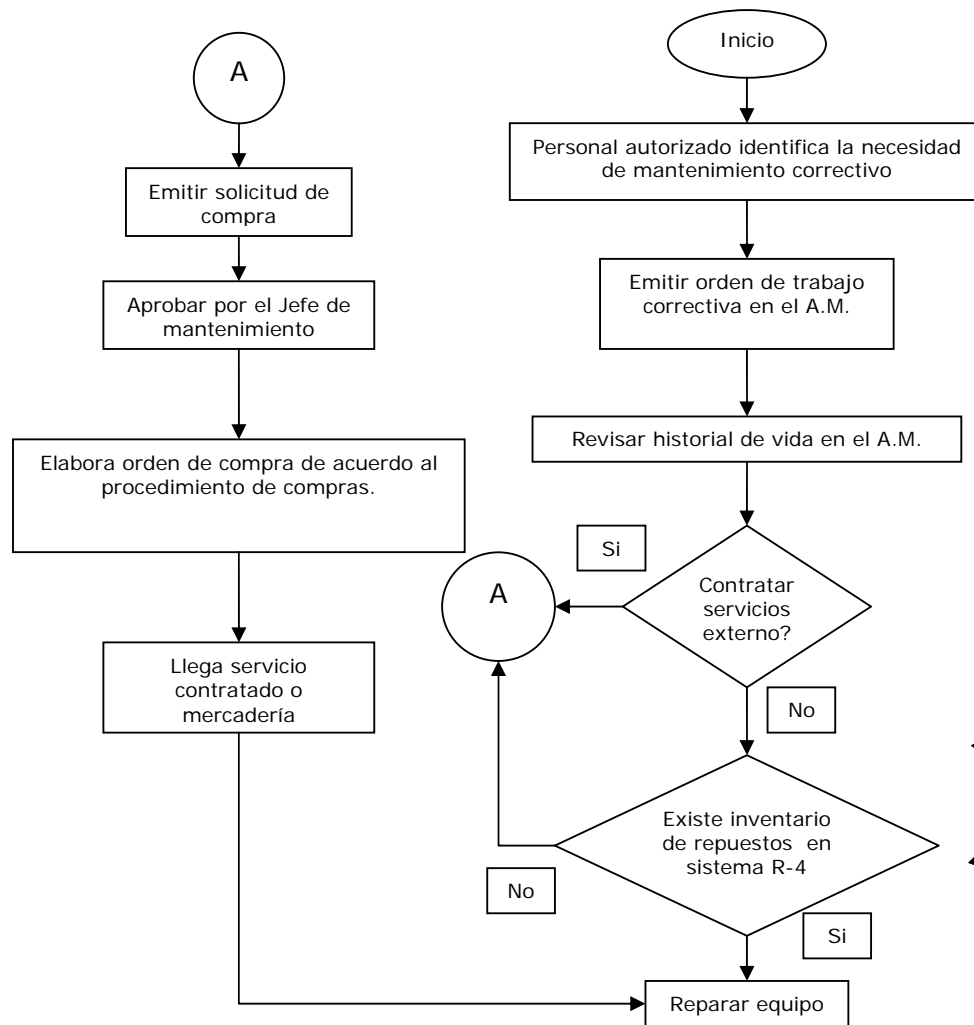 A
Emitir solicitud de
compra
Aprobar por el Jefe de
mantenimiento
Elabora orden de compra de acuerdo al
procedimiento de compras.
Llega servicio
contratado o
mercadería
Inicio
Personal autorizado identifica la necesidad
de mantenimiento correctivo
Emitir orden de trabajo
correctiva en el A.M.
Revisar historial de vida en el A.M.
Contratar
servicios
externo?
Si
A
No
Existe inventario
de repuestos en
sistema R-4
No
Si
Reparar equipo